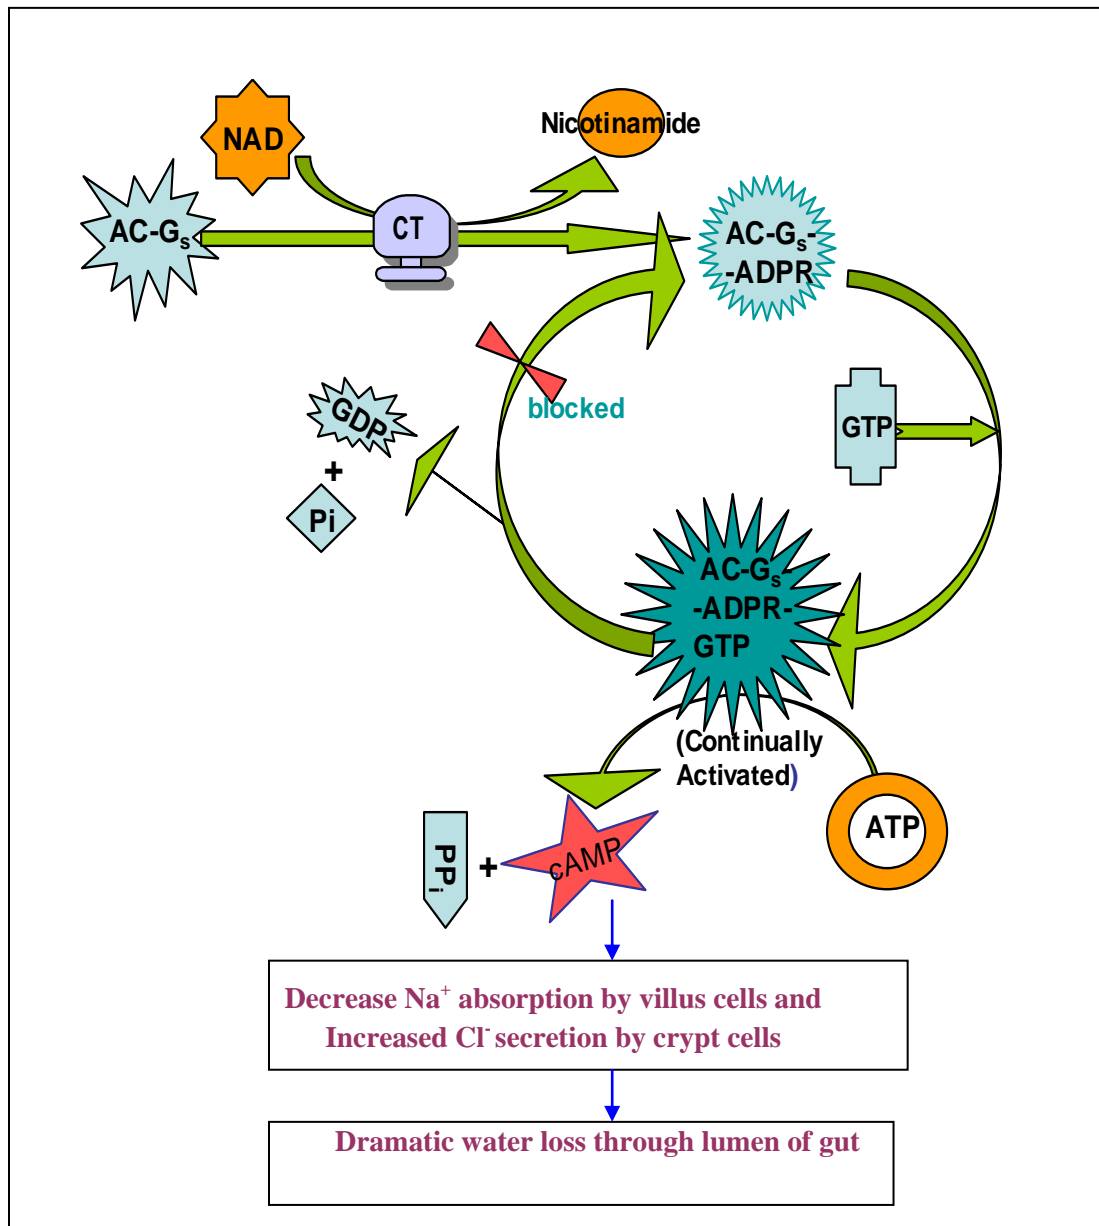 NAD
Nicotinamide
AC-Gs
CT
AC-Gs-
-ADPR
blocked
GDP
+
Pi
GTP
AC-Gs-
-ADPR-
GTP
(Continually
Activated)
ATP
PPi
+
cAMP
Decrease Na+ absorption by villus cells and
Increased Cl- secretion by crypt cells
Dramatic water loss through lumen of gut